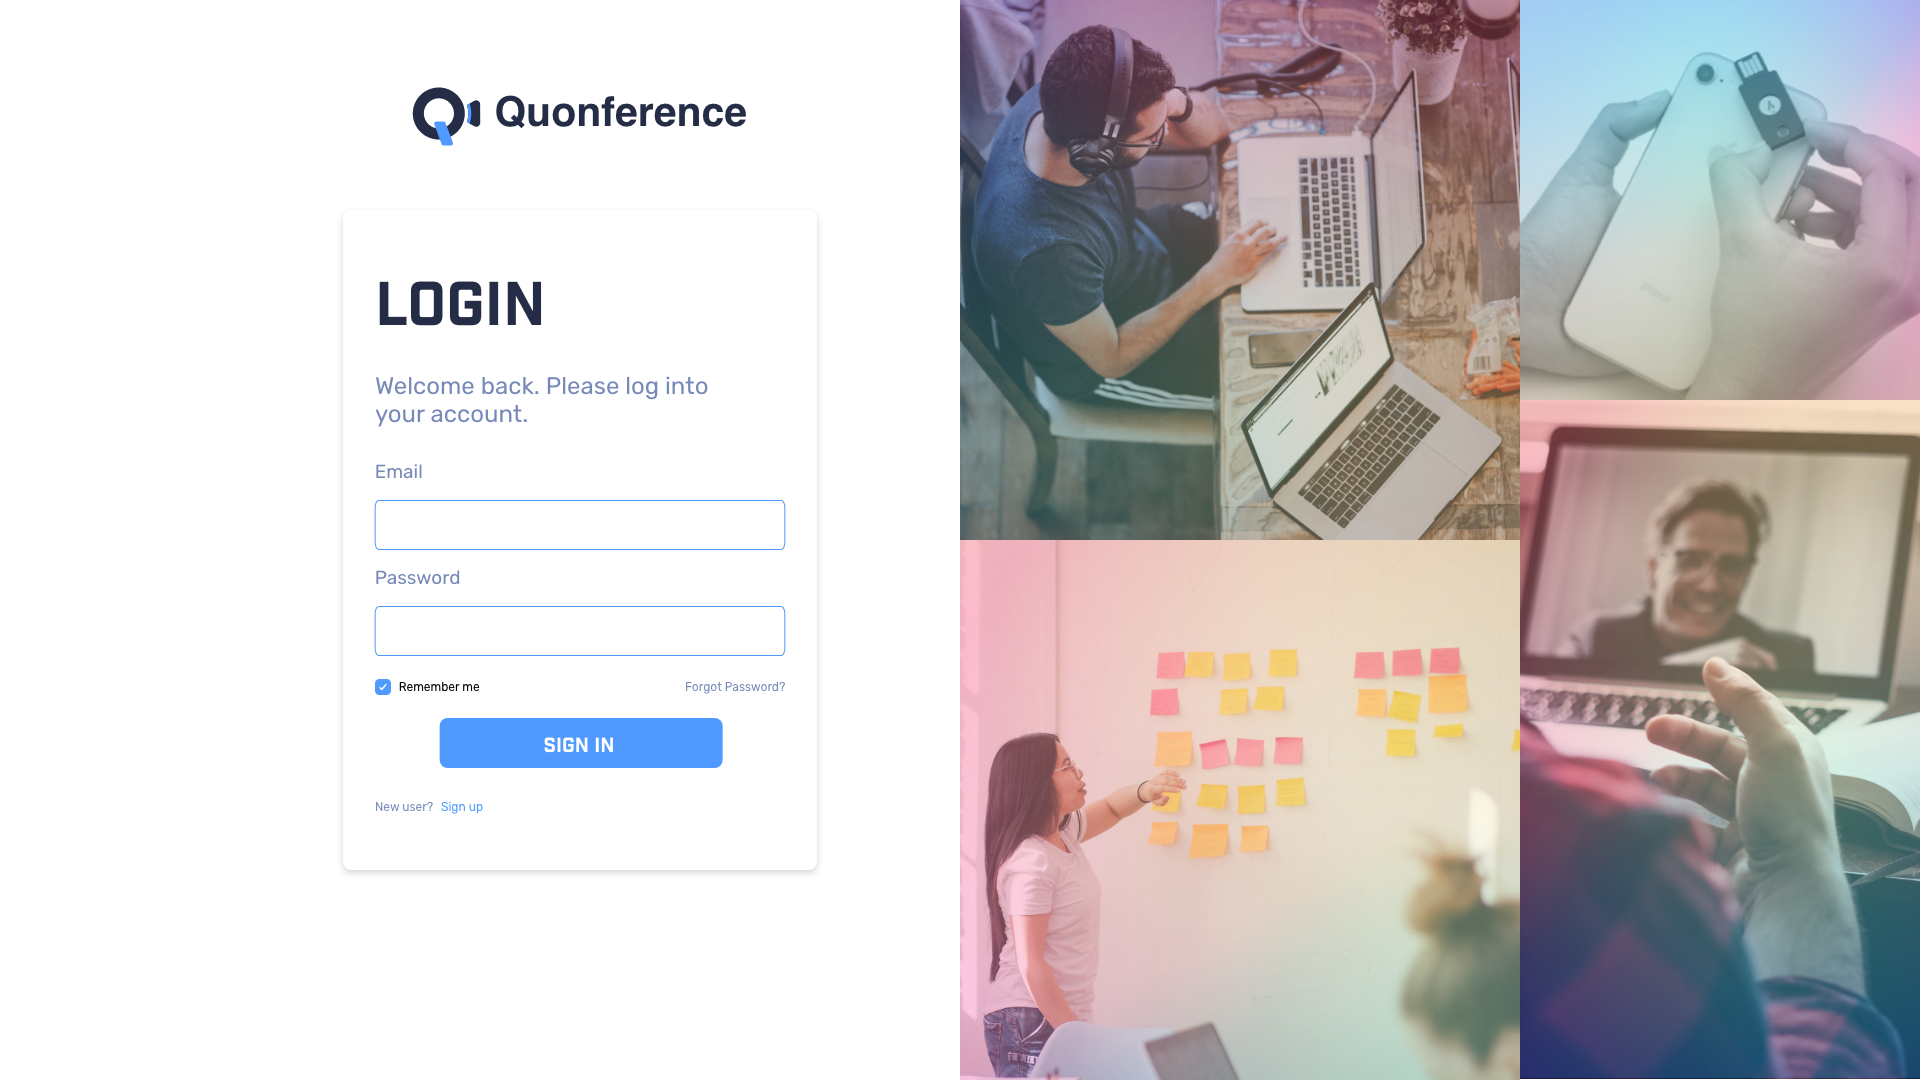 Quonference
LOGIN
Welcome back. Please log into
your account.
Email
Password
Remember me
Forgot Password?
SIGN IN
New user? Sign up